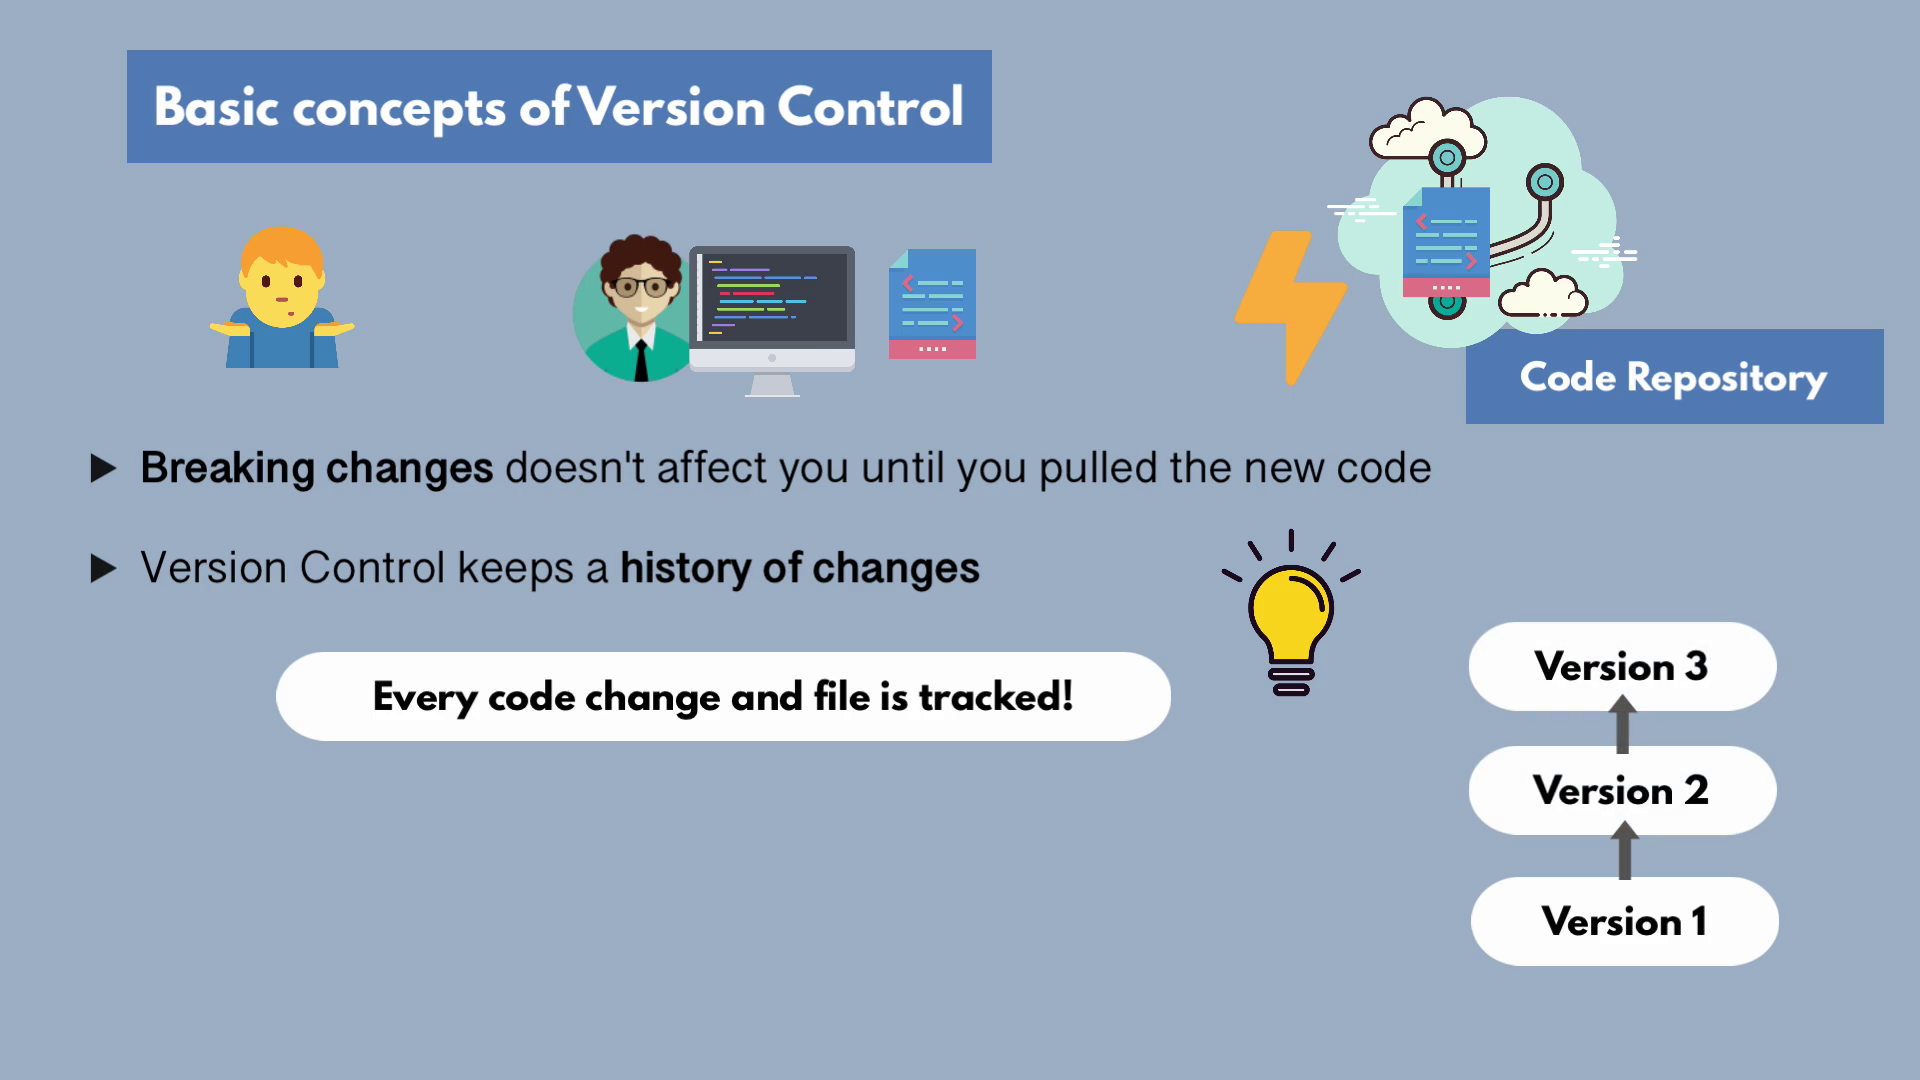 Basic concepts of Version Control
Code Repository
Breaking changes doesn't affect you until you pulled the new code
Version Control keeps a history of changes
Every code change and file is tracked!
Version 3
Version 2
Version 1